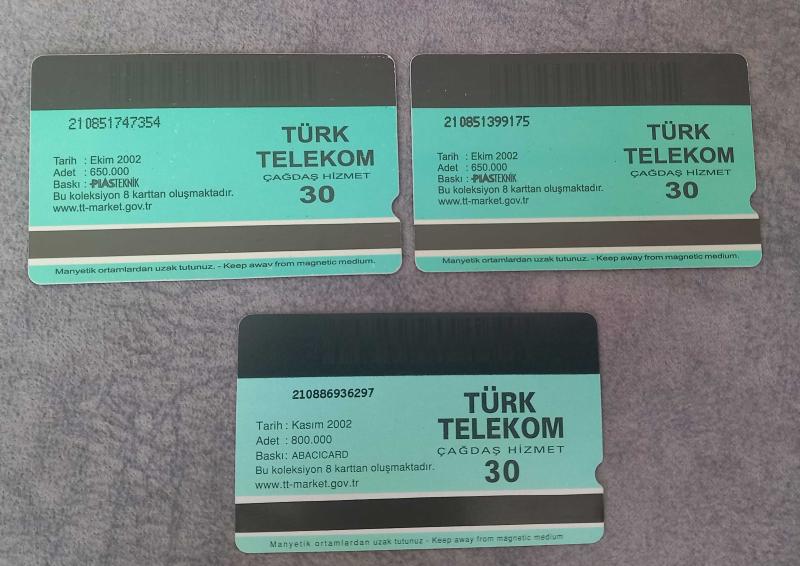 210851747354
TÜRK
TELEKOM
ÇAĞDAŞ HİZMET
30
Tarih : Ekim 2002
Adet : 650.000
Baskı : PLASTEKNİK
Bu koleksiyon 8 karttan oluşmaktadır.
www.tt-market.gov.tr
Manyetik ortamlardan uzak tutunuz. - Keep away from magnetic medium.
210851399175
TÜRK
TELEKOM
ÇAĞDAŞ HİZMET
30
Tarih : Ekim 2002
Adet : 650.000
Baskı : PLASTEKNİK
Bu koleksiyon 8 karttan oluşmaktadır.
www.tt-market.gov.tr
Manyetik ortamlardan uzak tutunuz. - Keep away from magnetic medium.
210886936297
TÜRK
TELEKOM
ÇAĞDAŞ HİZMET
30
Tarih : Kasım 2002
Adet : 800.000
Baskı : ABACICARD
Bu koleksiyon 8 karttan oluşmaktadır.
www.tt-market.gov.tr
Manyetik ortamlardan uzak tutunuz - Keep away from magnetic medium